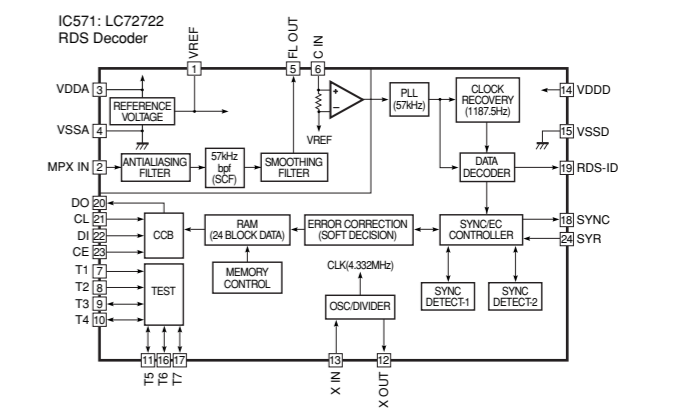 IC571: LC72722
RDS Decoder
VREF
FL OUT
C IN
1
5
6
VDDA 3
REFERENCE
VOLTAGE
VSSA 4
MPX IN 2
ANTIALIASING
FILTER
57kHz
bpf
(SCF)
SMOOTHING
FILTER
+
−
VREF
PLL
(57kHz)
CLOCK
RECOVERY
(1187.5Hz)
DATA
DECODER
14 VDDD
15 VSSD
19 RDS-ID
DO 20
CL 21
DI 22
CE 23
CCB
RAM
(24 BLOCK DATA)
ERROR CORRECTION
(SOFT DECISION)
SYNC/EC
CONTROLLER
18 SYNC
24 SYR
T1 7
T2 8
T3 9
T4 10
TEST
MEMORY
CONTROL
CLK(4.332MHz)
OSC/DIVIDER
SYNC
DETECT-1
SYNC
DETECT-2
11
16
17
13
12
T5
T6
T7
X IN
X OUT